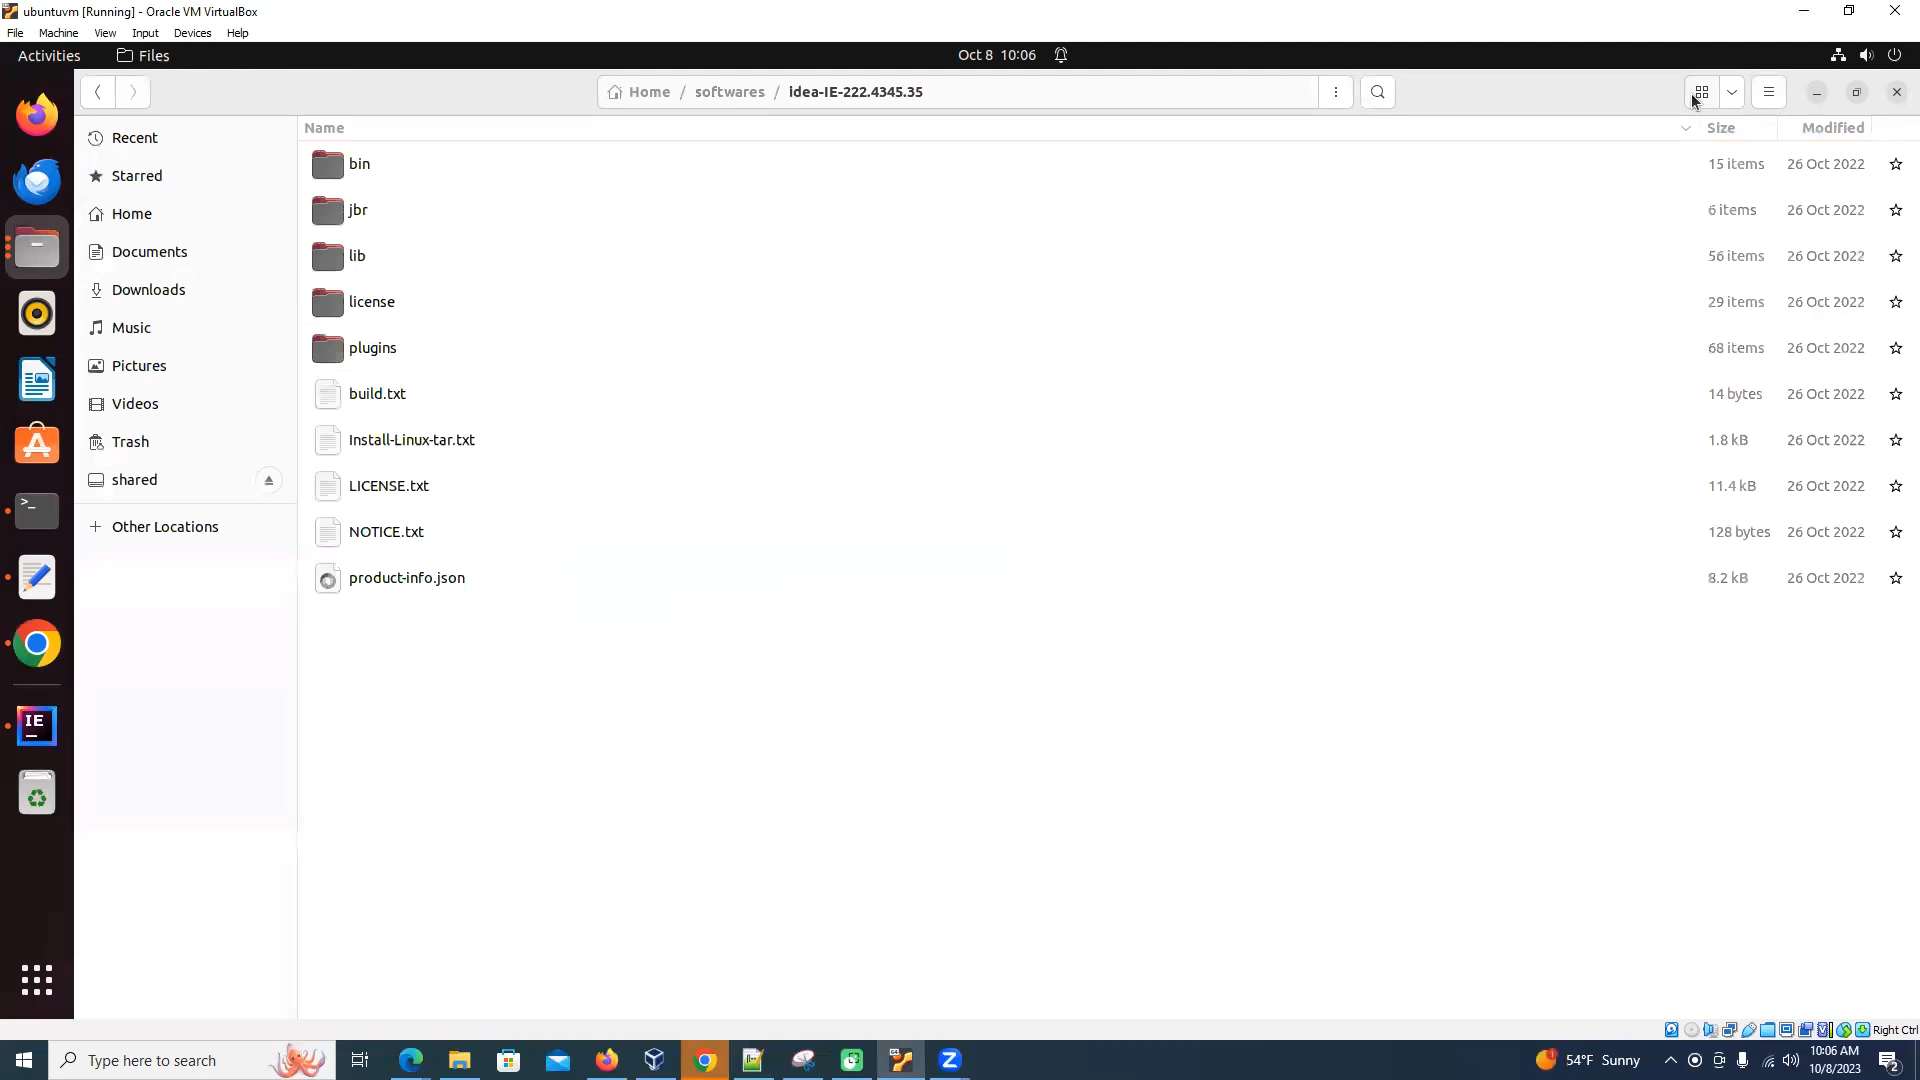 ubuntuvm [Running] - Oracle VM VirtualBox
File Machine View Input Devices Help
Activities Files Oct 8 10:06
Home / softwares / idea-IE-222.4345.35
Name Size Modified
Recent
Starred
Home
Documents
Downloads
Music
Pictures
Videos
Trash
shared
+ Other Locations
bin 15 items 26 Oct 2022
jbr 6 items 26 Oct 2022
lib 56 items 26 Oct 2022
license 29 items 26 Oct 2022
plugins 68 items 26 Oct 2022
build.txt 14 bytes 26 Oct 2022
Install-Linux-tar.txt 1.8 kB 26 Oct 2022
LICENSE.txt 11.4 kB 26 Oct 2022
NOTICE.txt 128 bytes 26 Oct 2022
product-info.json 8.2 kB 26 Oct 2022
>_
IE
Right Ctrl
Type here to search
54°F Sunny
10:06 AM
10/8/2023
2